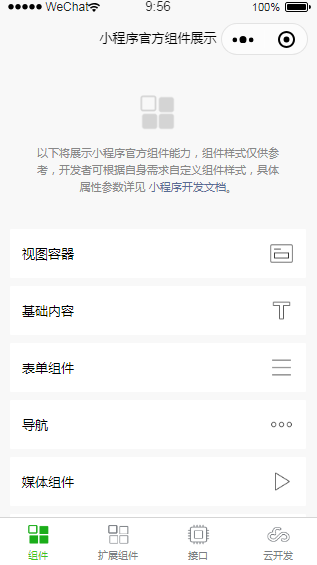 WeChat 9:56 100%
小程序官方组件展示
以下将展示小程序官方组件能力，组件样式仅供参
考，开发者可根据自身需求自定义组件样式，具体
属性参数详见 小程序开发文档。
视图容器
基础内容
表单组件
导航
媒体组件
组件 扩展组件 接口 云开发